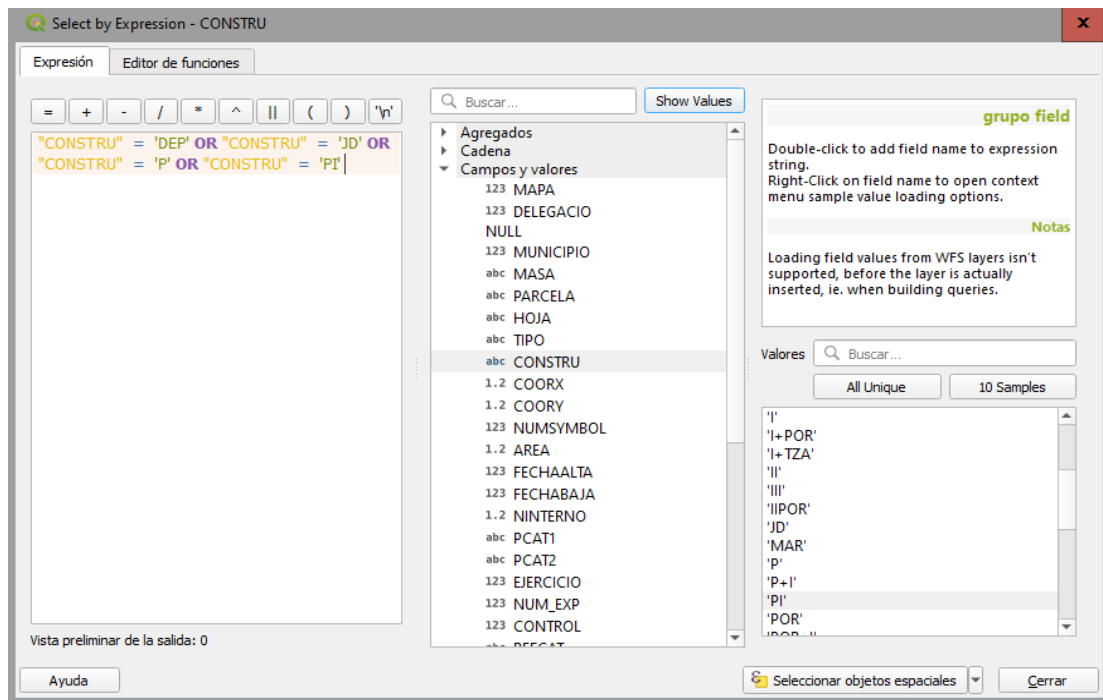 Select by Expression - CONSTRU
x
Expresión
Editor de funciones
= + - / * ^ || ( ) '\n'
"CONSTRU" = 'DEP' OR "CONSTRU" = 'JD' OR
"CONSTRU" = 'P' OR "CONSTRU" = 'PI'
Vista preliminar de la salida: 0
Buscar...
Show Values
Agregados
Cadena
Campos y valores
123 MAPA
123 DELEGACIO
NULL
123 MUNICIPIO
abc MASA
abc PARCELA
abc HOJA
abc TIPO
abc CONSTRU
1.2 COORX
1.2 COORY
123 NUMSYMBOL
1.2 AREA
123 FECHAALTA
123 FECHABAJA
1.2 NINTERNO
abc PCAT1
abc PCAT2
123 EJERCICIO
123 NUM_EXP
123 CONTROL
grupo field
Double-click to add field name to expression
string.
Right-Click on field name to open context
menu sample value loading options.
Notas
Loading field values from WFS layers isn't
supported, before the layer is actually
inserted, ie. when building queries.
Valores
Buscar...
All Unique
10 Samples
'I'
'I+POR'
'I+TZA'
'II'
'III'
'IIPOR'
'JD'
'MAR'
'P'
'P+I'
'PI'
'POR'
Ayuda
Seleccionar objetos espaciales
Cerrar